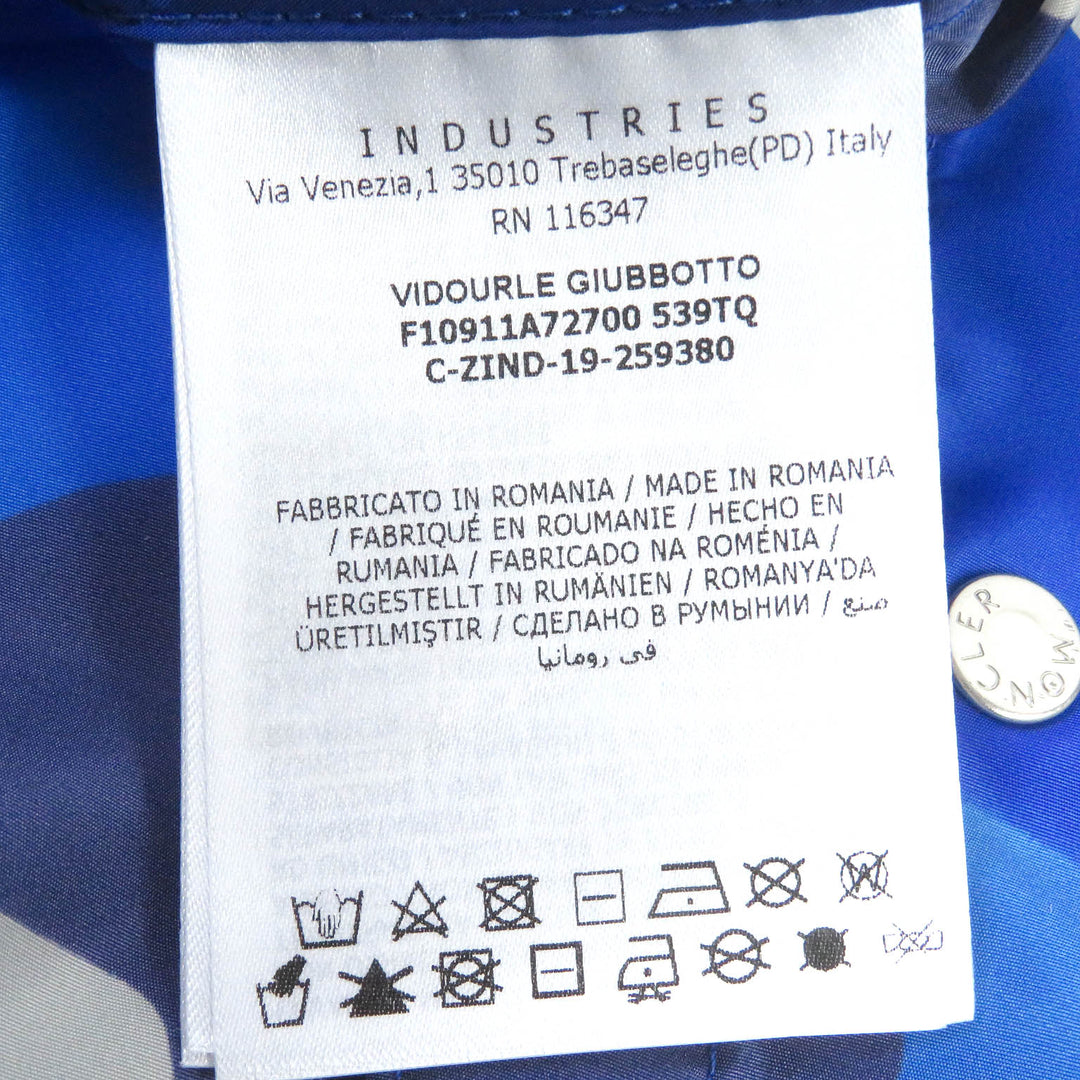 INDUSTRIES
Via Venezia,1 35010 Trebaseleghe(PD) Italy
RN 116347
VIDOURLE GIUBBOTTO
F10911A72700 539TQ
C-ZIND-19-259380
FABBRICATO IN ROMANIA / MADE IN ROMANIA
/ FABRIQUÉ EN ROUMANIE / HECHO EN
RUMANIA / FABRICADO NA ROMÉNIA /
HERGESTELLT IN RUMÄNIEN / ROMANYA'DA
ÜRETILMIŞTIR / СДЕЛАНО В РУМЫНИИ / صنع
في رومانيا
MONCLER
W